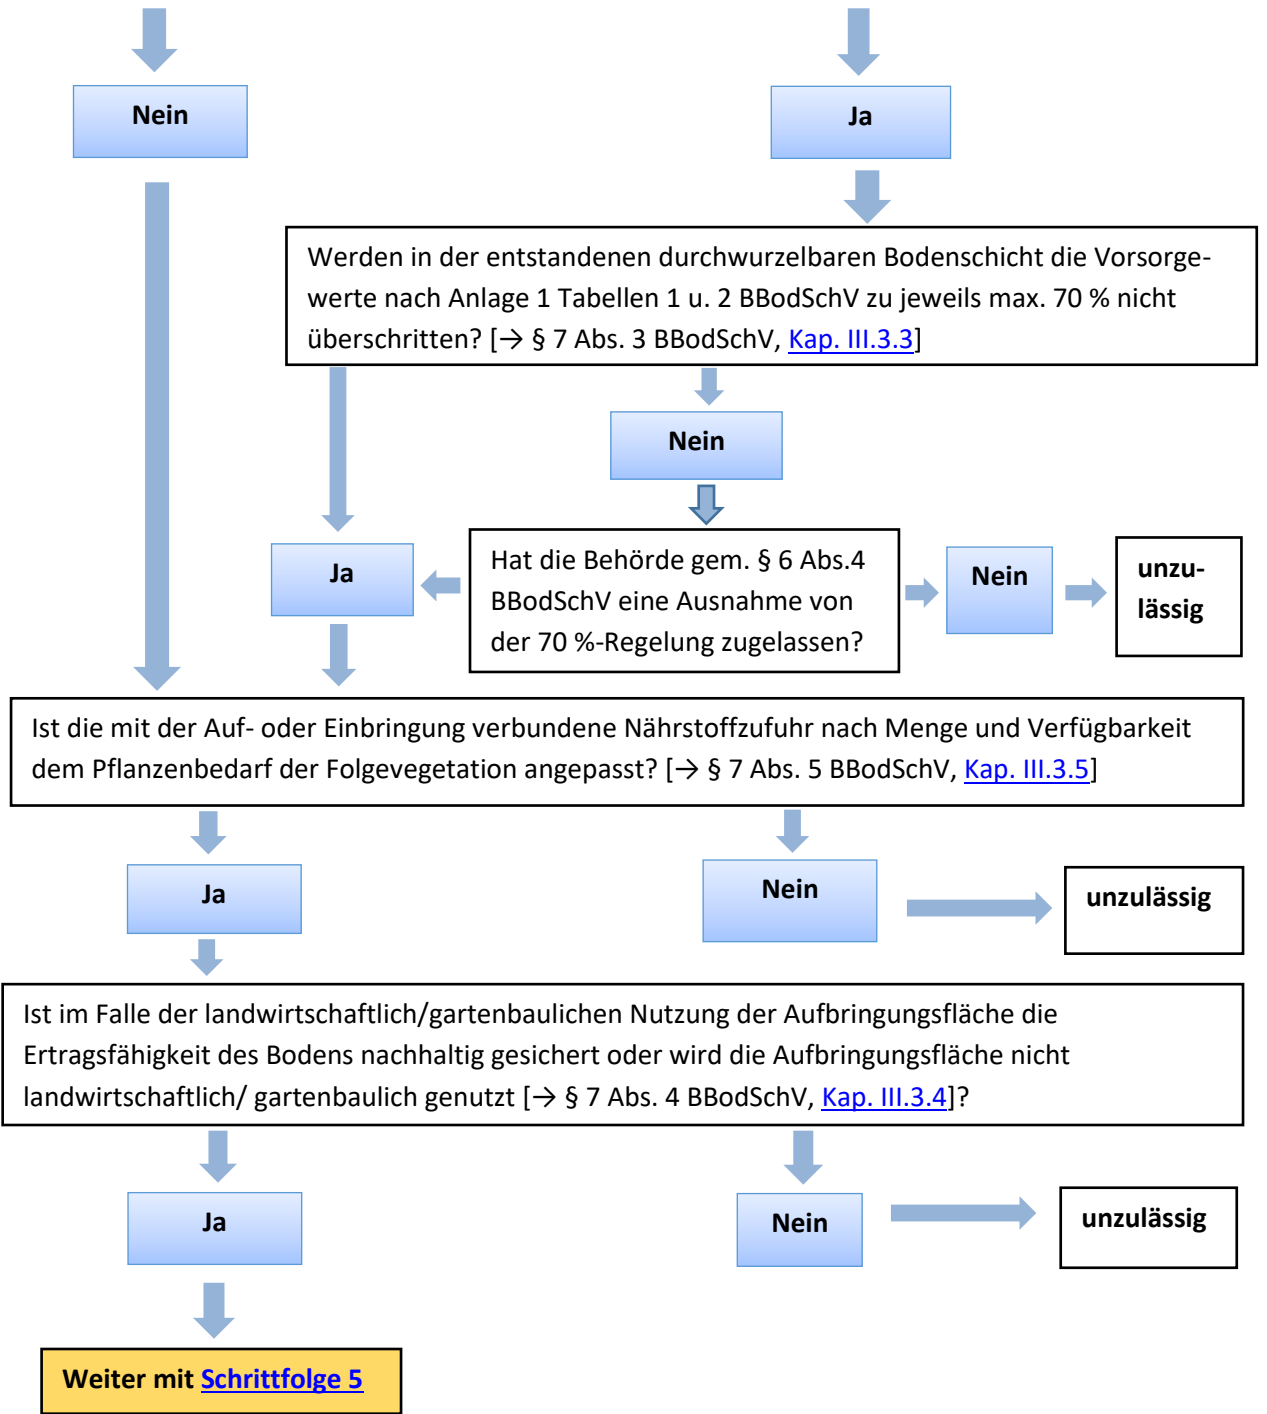 Nein
Ja
Werden in der entstandenen durchwurzelbaren Bodenschicht die Vorsorge-
werte nach Anlage 1 Tabellen 1 u. 2 BBodSchV zu jeweils max. 70 % nicht
überschritten? [→ § 7 Abs. 3 BBodSchV, Kap. III.3.3]
Nein
Ja
Hat die Behörde gem. § 6 Abs.4
BBodSchV eine Ausnahme von
der 70 %-Regelung zugelassen?
Nein
unzu-
lässig
Ist die mit der Auf- oder Einbringung verbundene Nährstoffzufuhr nach Menge und Verfügbarkeit
dem Pflanzenbedarf der Folgevegetation angepasst? [→ § 7 Abs. 5 BBodSchV, Kap. III.3.5]
Ja
Nein
unzulässig
Ist im Falle der landwirtschaftlich/gartenbaulichen Nutzung der Aufbringungsfläche die
Ertragsfähigkeit des Bodens nachhaltig gesichert oder wird die Aufbringungsfläche nicht
landwirtschaftlich/ gartenbaulich genutzt [→ § 7 Abs. 4 BBodSchV, Kap. III.3.4]?
Ja
Nein
unzulässig
Weiter mit Schrittfolge 5